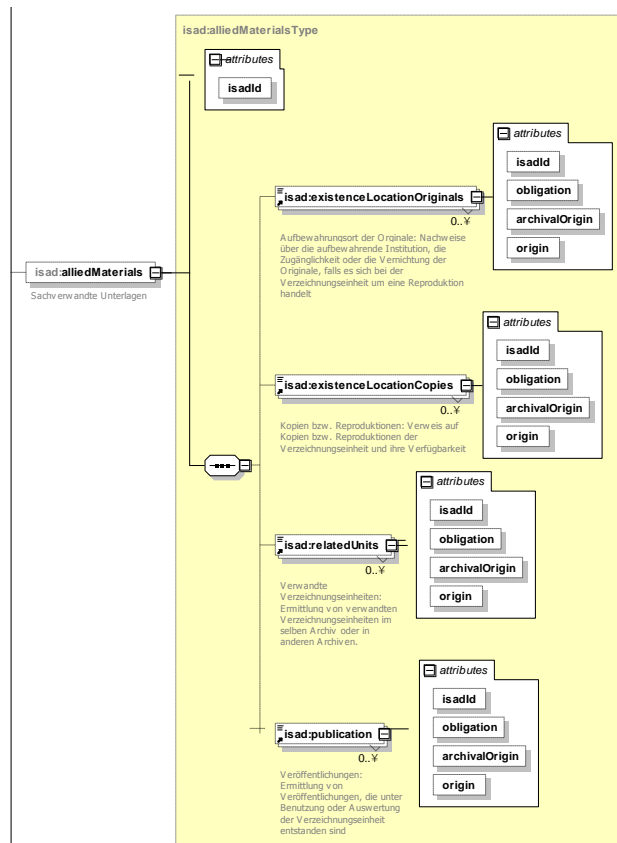 isad:alliedMaterialsType
attributes
isadId
attributes
isadId
obligation
archivalOrigin
origin
isad:existenceLocationOriginals
0..¥
Aufbewahrungsort der Orginale: Nachweise
über die aufbewahrende Institution, die
Zugänglichkeit oder die Vernichtung der
Originale, falls es sich bei der
Verzeichnungseinheit um eine Reproduktion
handelt
isad:alliedMaterials
Sachverwandte Unterlagen
attributes
isadId
obligation
archivalOrigin
origin
isad:existenceLocationCopies
0..¥
Kopien bzw. Reproduktionen: Verweis auf
Kopien bzw. Reproduktionen der
Verzeichnungseinheit und ihre Verfügbarkeit
attributes
isadId
obligation
archivalOrigin
origin
isad:relatedUnits
0..¥
Verwandte
Verzeichnungseinheiten:
Ermittlung von verwandten
Verzeichnungseinheiten im
selben Archiv oder in
anderen Archiven.
attributes
isadId
obligation
archivalOrigin
origin
isad:publication
0..¥
Veröffentlichungen:
Ermittlung von
Veröffentlichungen, die unter
Benutzung oder Auswertung
der Verzeichnungseinheit
entstanden sind